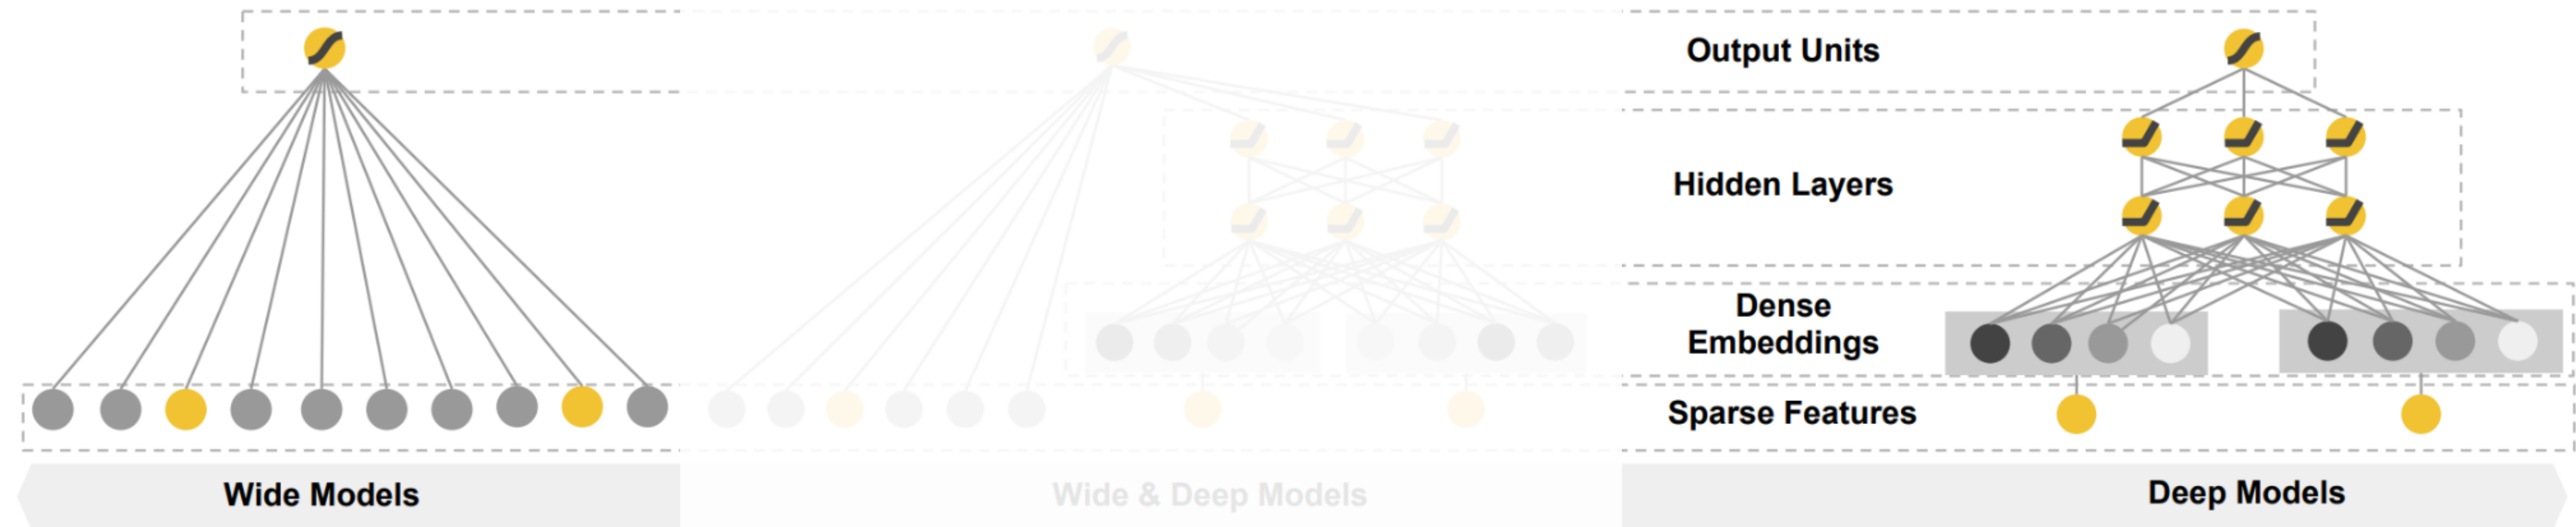 Output Units
Hidden Layers
Dense
Embeddings
Sparse Features
Wide Models
Wide & Deep Models
Deep Models